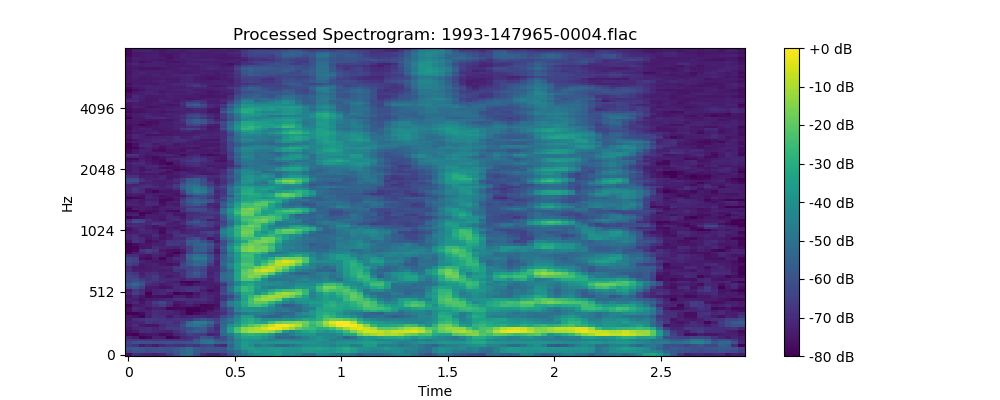 Processed Spectrogram: 1993-147965-0004.flac
+0 dB
-10 dB
-20 dB
-30 dB
-40 dB
-50 dB
-60 dB
-70 dB
-80 dB
Hz
4096
2048
1024
512
0
0 0.5 1 1.5 2 2.5
Time